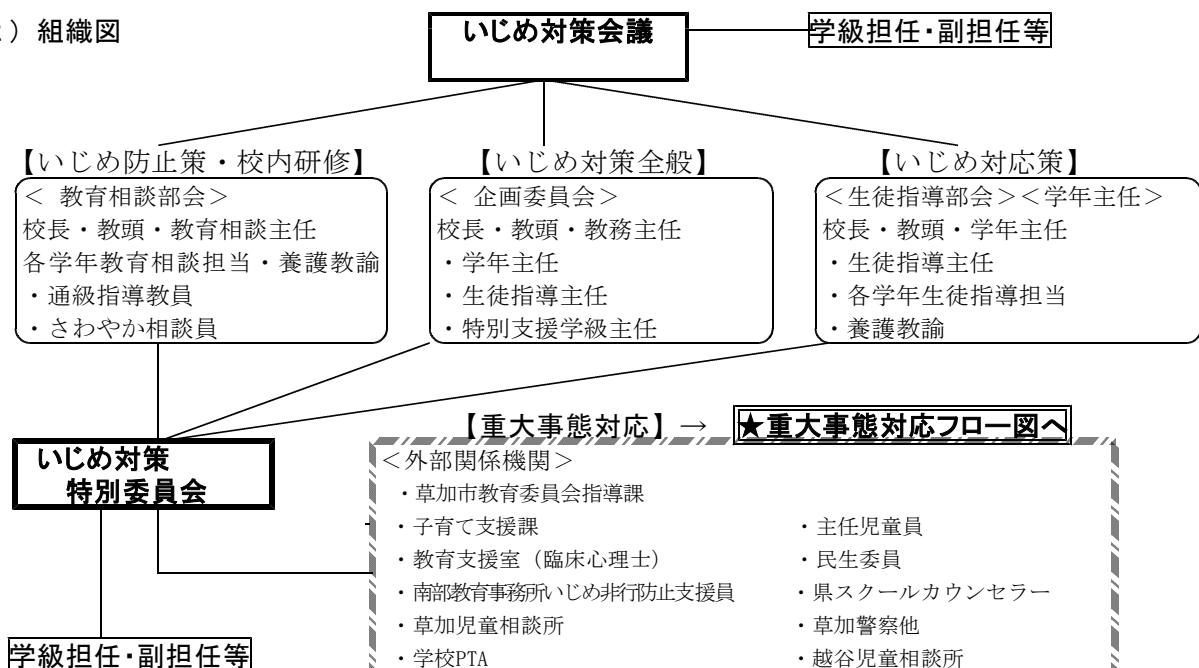 ）組織図
いじめ対策会議
学級担任・副担任等
【いじめ防止策・校内研修】
＜ 教育相談部会＞
校長・教頭・教育相談主任
各学年教育相談担当・養護教諭
・通級指導教員
・さわやか相談員
【いじめ対策全般】
＜ 企画委員会＞
校長・教頭・教務主任
・学年主任
・生徒指導主任
・特別支援学級主任
【いじめ対応策】
＜生徒指導部会＞＜学年主任＞
校長・教頭・学年主任
・生徒指導主任
・各学年生徒指導担当
・養護教諭
いじめ対策
特別委員会
学級担任・副担任等
【重大事態対応】→ ★重大事態対応フロー図へ
＜外部関係機関＞
・草加市教育委員会指導課
・子育て支援課
・教育支援室（臨床心理士）
・南部教育事務所いじめ非行防止支援員
・草加児童相談所
・学校PTA
・主任児童員
・民生委員
・県スクールカウンセラー
・草加警察他
・越谷児童相談所